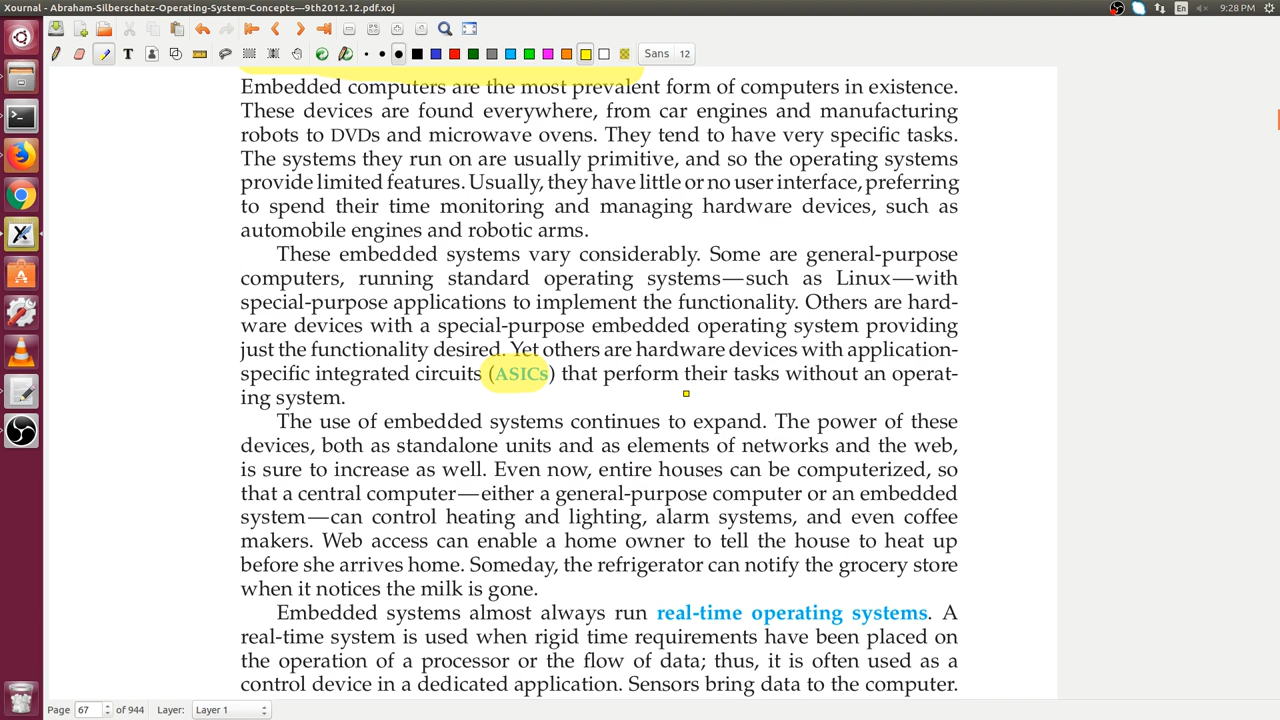 Xournal - Abraham-Silberschatz-Operating-System-Concepts---9th2012.12.pdf.xoj
En
9:28 PM
T
Sans
12
Embedded computers are the most prevalent form of computers in existence.
These devices are found everywhere, from car engines and manufacturing
robots to DVDs and microwave ovens. They tend to have very specific tasks.
The systems they run on are usually primitive, and so the operating systems
provide limited features. Usually, they have little or no user interface, preferring
to spend their time monitoring and managing hardware devices, such as
automobile engines and robotic arms.
These embedded systems vary considerably. Some are general-purpose
computers, running standard operating systems—such as Linux—with
special-purpose applications to implement the functionality. Others are hard-
ware devices with a special-purpose embedded operating system providing
just the functionality desired. Yet others are hardware devices with application-
specific integrated circuits (ASICs) that perform their tasks without an operat-
ing system.
The use of embedded systems continues to expand. The power of these
devices, both as standalone units and as elements of networks and the web,
is sure to increase as well. Even now, entire houses can be computerized, so
that a central computer—either a general-purpose computer or an embedded
system—can control heating and lighting, alarm systems, and even coffee
makers. Web access can enable a home owner to tell the house to heat up
before she arrives home. Someday, the refrigerator can notify the grocery store
when it notices the milk is gone.
Embedded systems almost always run real-time operating systems. A
real-time system is used when rigid time requirements have been placed on
the operation of a processor or the flow of data; thus, it is often used as a
control device in a dedicated application. Sensors bring data to the computer.
Page 67 of 944 Layer: Layer 1